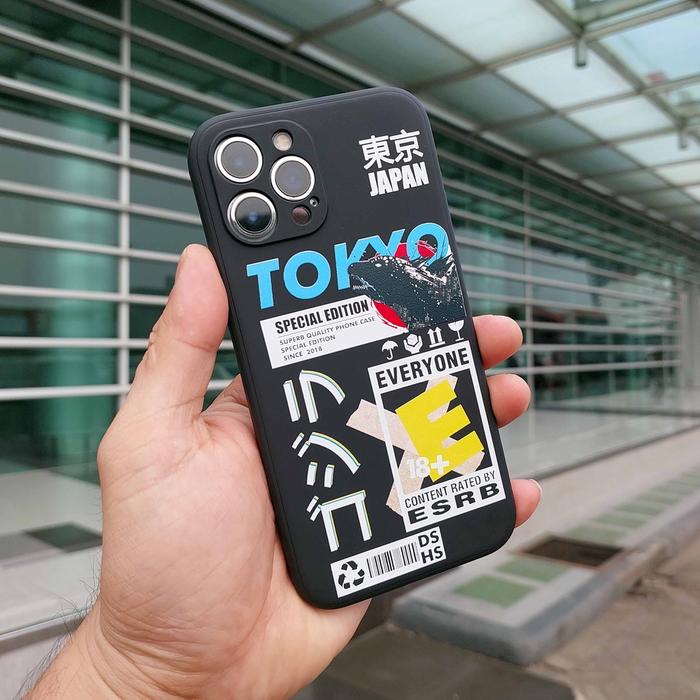 東京
JAPAN
TOKYO
SPECIAL EDITION
SUPERB QUALITY PHONE CASE
SPECIAL EDITION
SINCE 2018
ゴジラ
EVERYONE
E
18+
CONTENT RATED BY
ESRB
DS
HS